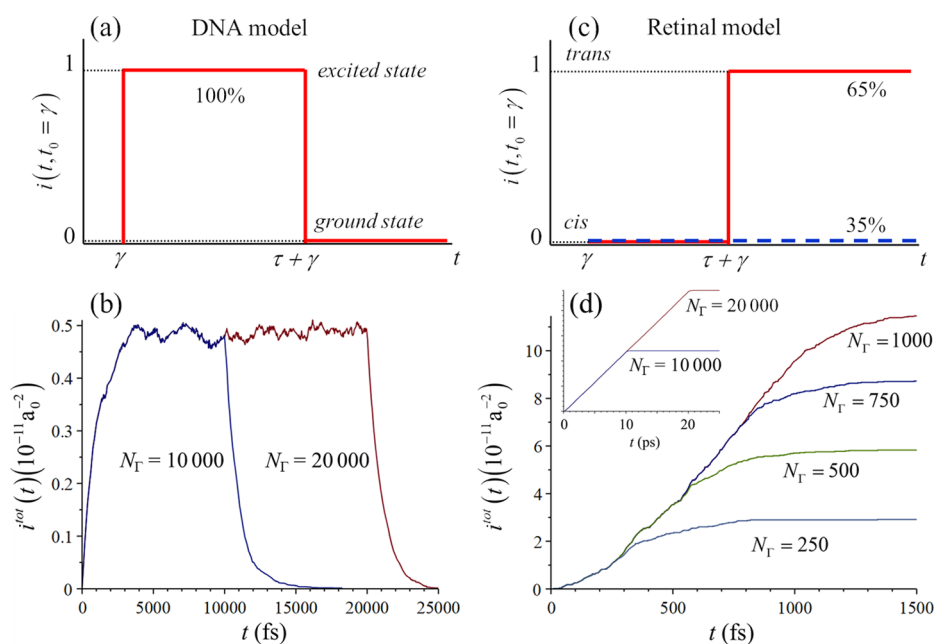 (a) DNA model
1
excited state
100%
i(t, t₀ = γ)
ground state
0
γ τ + γ t
(c) Retinal model
trans
1
65%
i(t, t₀ = γ)
cis
35%
0
γ τ + γ t
(b)
0.5
0.4
0.3
0.2
0.1
0
i^tot(t)(10⁻¹¹a₀⁻²)
N_Γ = 10 000 N_Γ = 20 000
0 5000 10000 15000 20000 25000
t (fs)
(d)
N_Γ = 20 000
N_Γ = 10 000
0 10 20
t (ps)
10
8
6
4
2
0
i^tot(t)(10⁻¹¹a₀⁻²)
N_Γ = 1000
N_Γ = 750
N_Γ = 500
N_Γ = 250
0 500 1000 1500
t (fs)